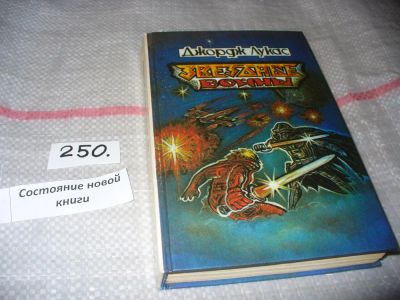 Джордж Лукас
ЗВЕЗДНЫЕ
ВОЙНЫ
250.
Состояние новой
книги